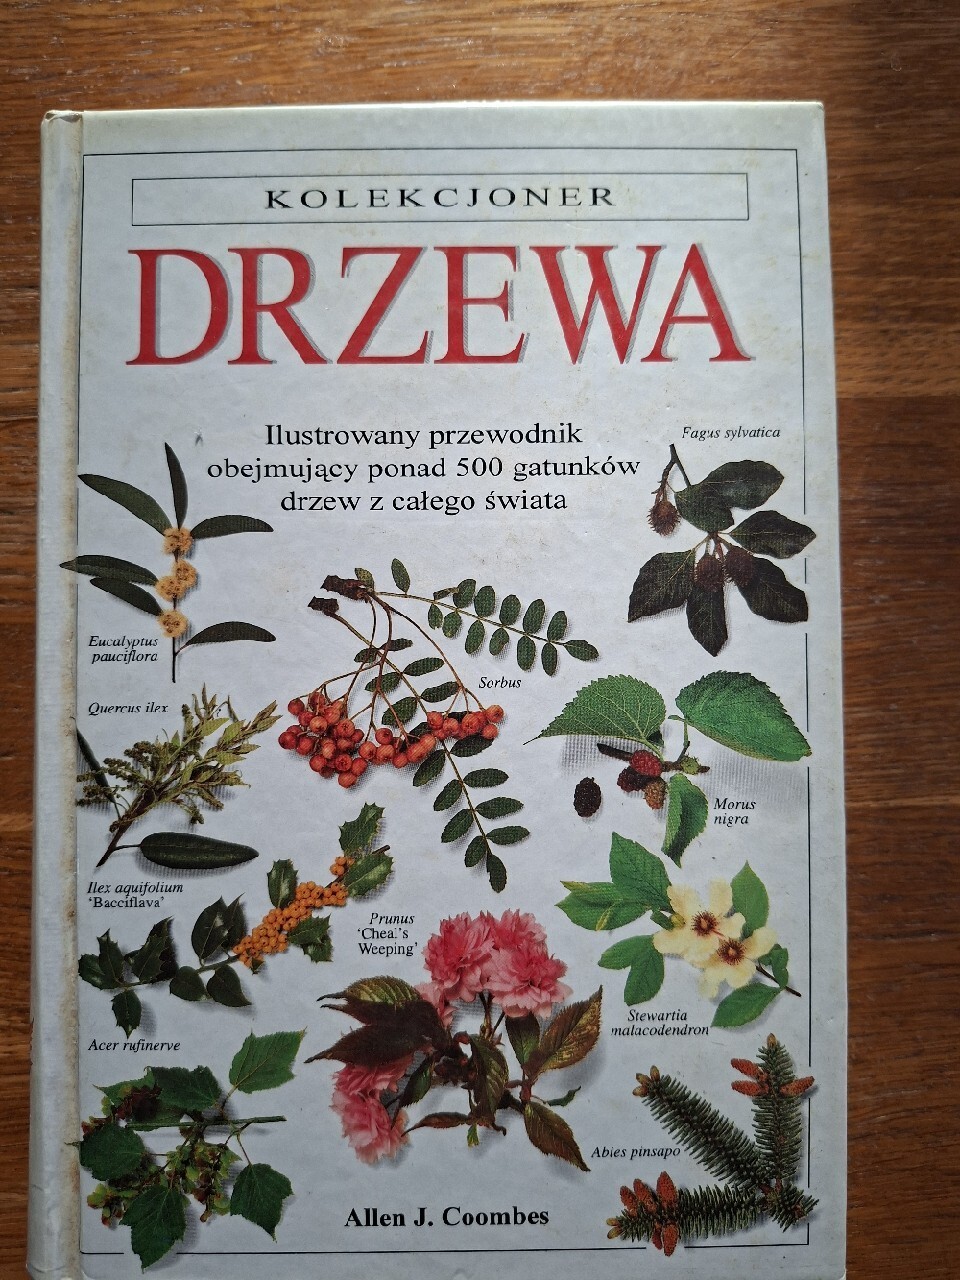 KOLEKCJONER
DRZEWA
Ilustrowany przewodnik
obejmujący ponad 500 gatunków
drzew z całego świata
Fagus sylvatica
Eucalyptus
pauciflora
Sorbus
Quercus ilex
Morus
nigra
Ilex aquifolium
'Bacciflava'
Prunus
'Cheal's
Weeping'
Stewartia
malacodendron
Acer rufinerve
Abies pinsapo
Allen J. Coombes